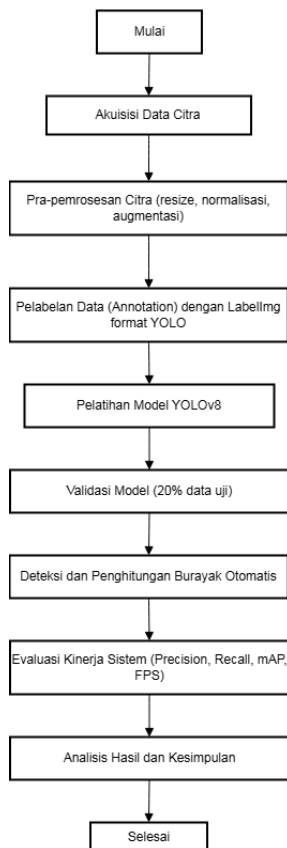 Mulai
Akuisisi Data Citra
Pra-pemrosesan Citra (resize, normalisasi,
augmentasi)
Pelabelan Data (Annotation) dengan LabelImg
format YOLO
Pelatihan Model YOLOv8
Validasi Model (20% data uji)
Deteksi dan Penghitungan Burayak Otomatis
Evaluasi Kinerja Sistem (Precision, Recall, mAP,
FPS)
Analisis Hasil dan Kesimpulan
Selesai